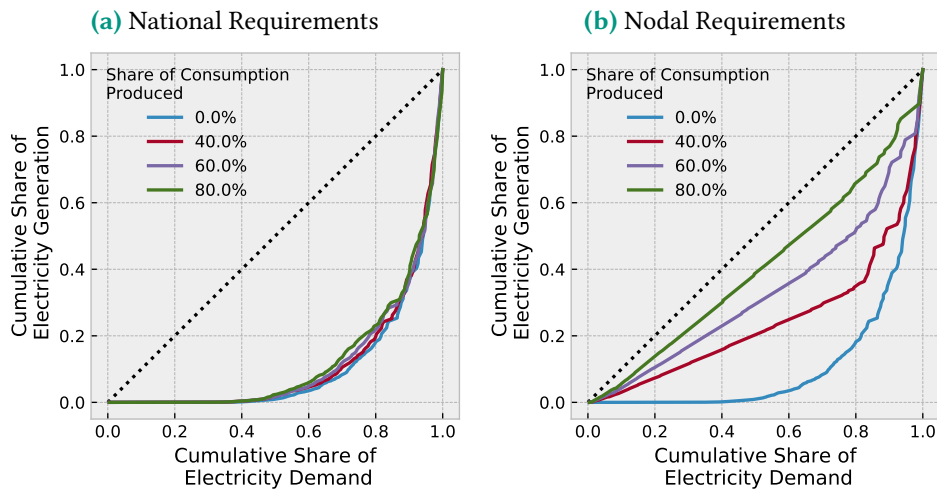 (a) National Requirements
Share of Consumption
Produced
0.0%
40.0%
60.0%
80.0%
1.0
0.8
0.6
0.4
0.2
0.0
0.0 0.2 0.4 0.6 0.8 1.0
Cumulative Share of
Electricity Generation
Cumulative Share of
Electricity Demand
(b) Nodal Requirements
Share of Consumption
Produced
0.0%
40.0%
60.0%
80.0%
1.0
0.8
0.6
0.4
0.2
0.0
0.0 0.2 0.4 0.6 0.8 1.0
Cumulative Share of
Electricity Generation
Cumulative Share of
Electricity Demand